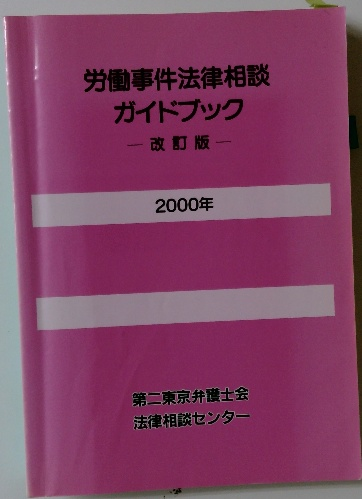 労働事件法律相談
ガイドブック
— 改訂版 —
2000年
第二東京弁護士会
法律相談センター